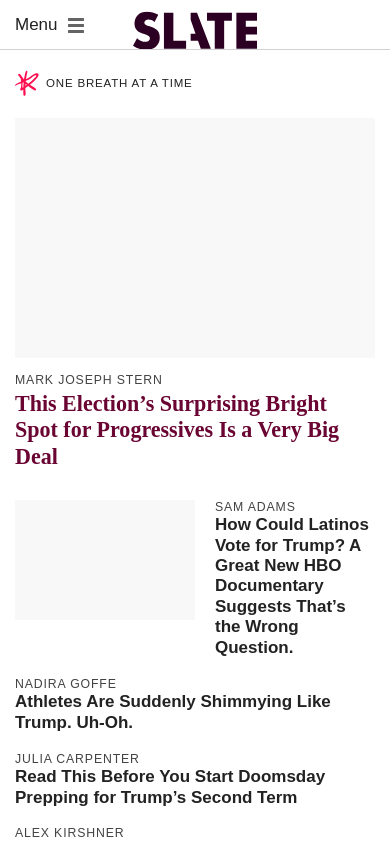 Menu
SLATE
ONE BREATH AT A TIME
MARK JOSEPH STERN
This Election’s Surprising Bright
Spot for Progressives Is a Very Big
Deal
SAM ADAMS
How Could Latinos
Vote for Trump? A
Great New HBO
Documentary
Suggests That’s
the Wrong
Question.
NADIRA GOFFE
Athletes Are Suddenly Shimmying Like
Trump. Uh-Oh.
JULIA CARPENTER
Read This Before You Start Doomsday
Prepping for Trump’s Second Term
ALEX KIRSHNER